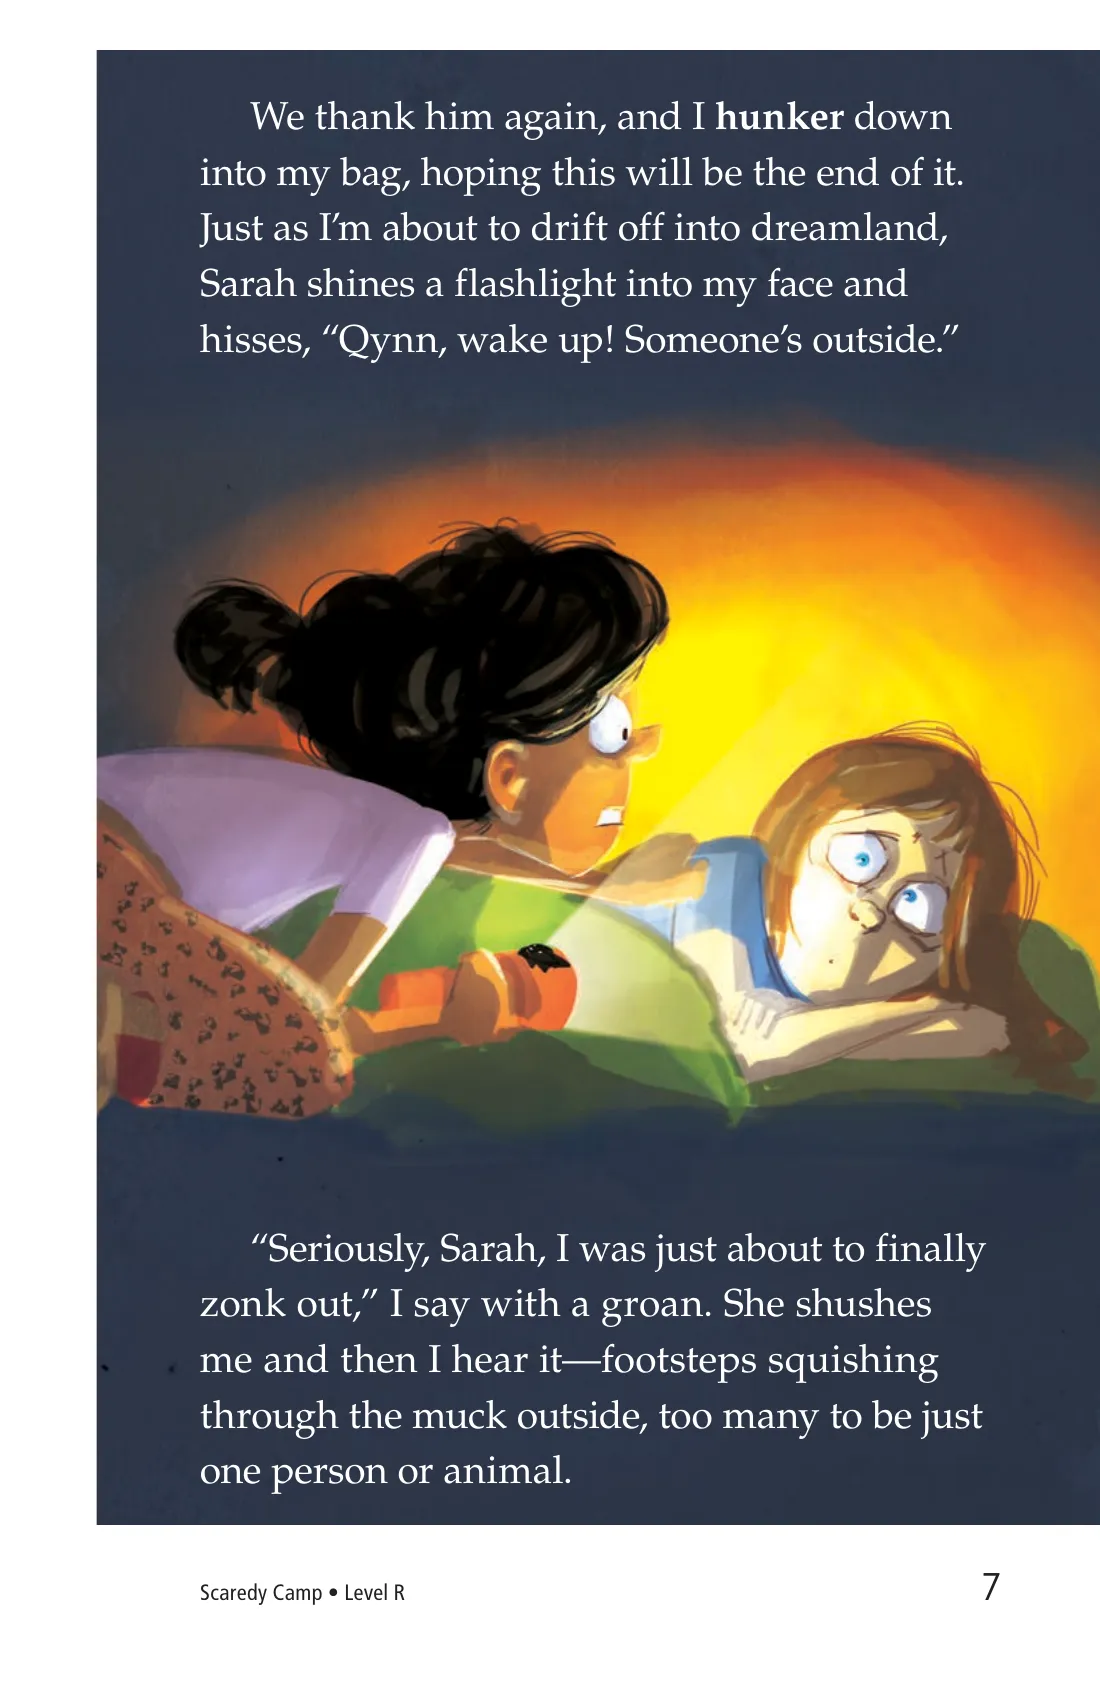 We thank him again, and I hunker down
into my bag, hoping this will be the end of it.
Just as I’m about to drift off into dreamland,
Sarah shines a flashlight into my face and
hisses, “Qynn, wake up! Someone’s outside.”
“Seriously, Sarah, I was just about to finally
zonk out,” I say with a groan. She shushes
me and then I hear it—footsteps squishing
through the muck outside, too many to be just
one person or animal.
Scaredy Camp • Level R
7